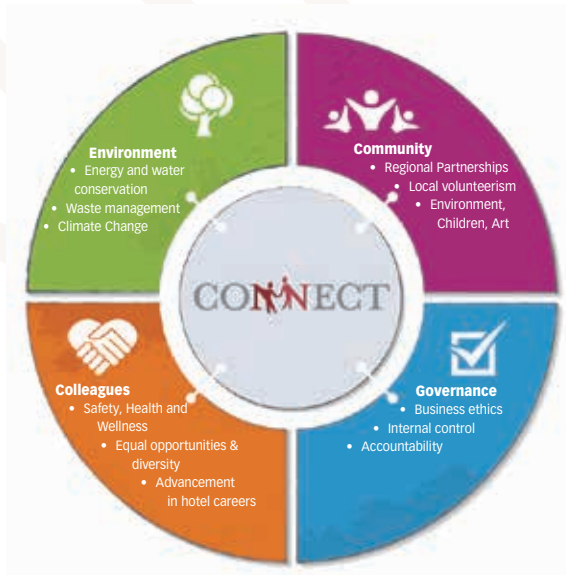 Environment
• Energy and water
conservation
• Waste management
• Climate Change
Community
• Regional Partnerships
• Local volunteerism
• Environment,
Children, Art
CONNECT
Colleagues
• Safety, Health and
Wellness
• Equal opportunities &
diversity
• Advancement
in hotel careers
Governance
• Business ethics
• Internal control
• Accountability